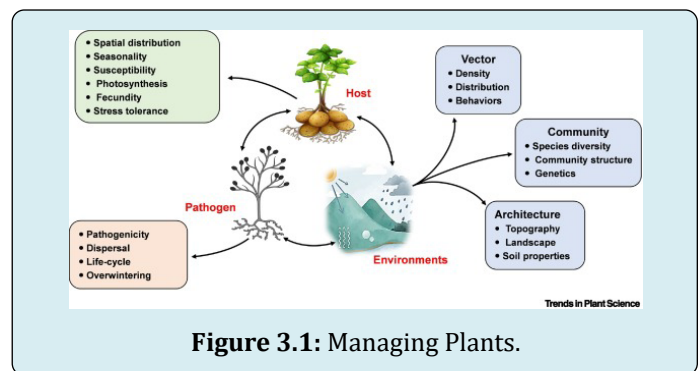 • Spatial distribution
• Seasonality
• Susceptibility
• Photosynthesis
• Fecundity
• Stress tolerance
Host
Vector
• Density
• Distribution
• Behaviors
Community
• Species diversity
• Community structure
• Genetics
Pathogen
• Pathogenicity
• Dispersal
• Life-cycle
• Overwintering
Environments
Architecture
• Topography
• Landscape
• Soil properties
Trends in Plant Science
Figure 3.1: Managing Plants.